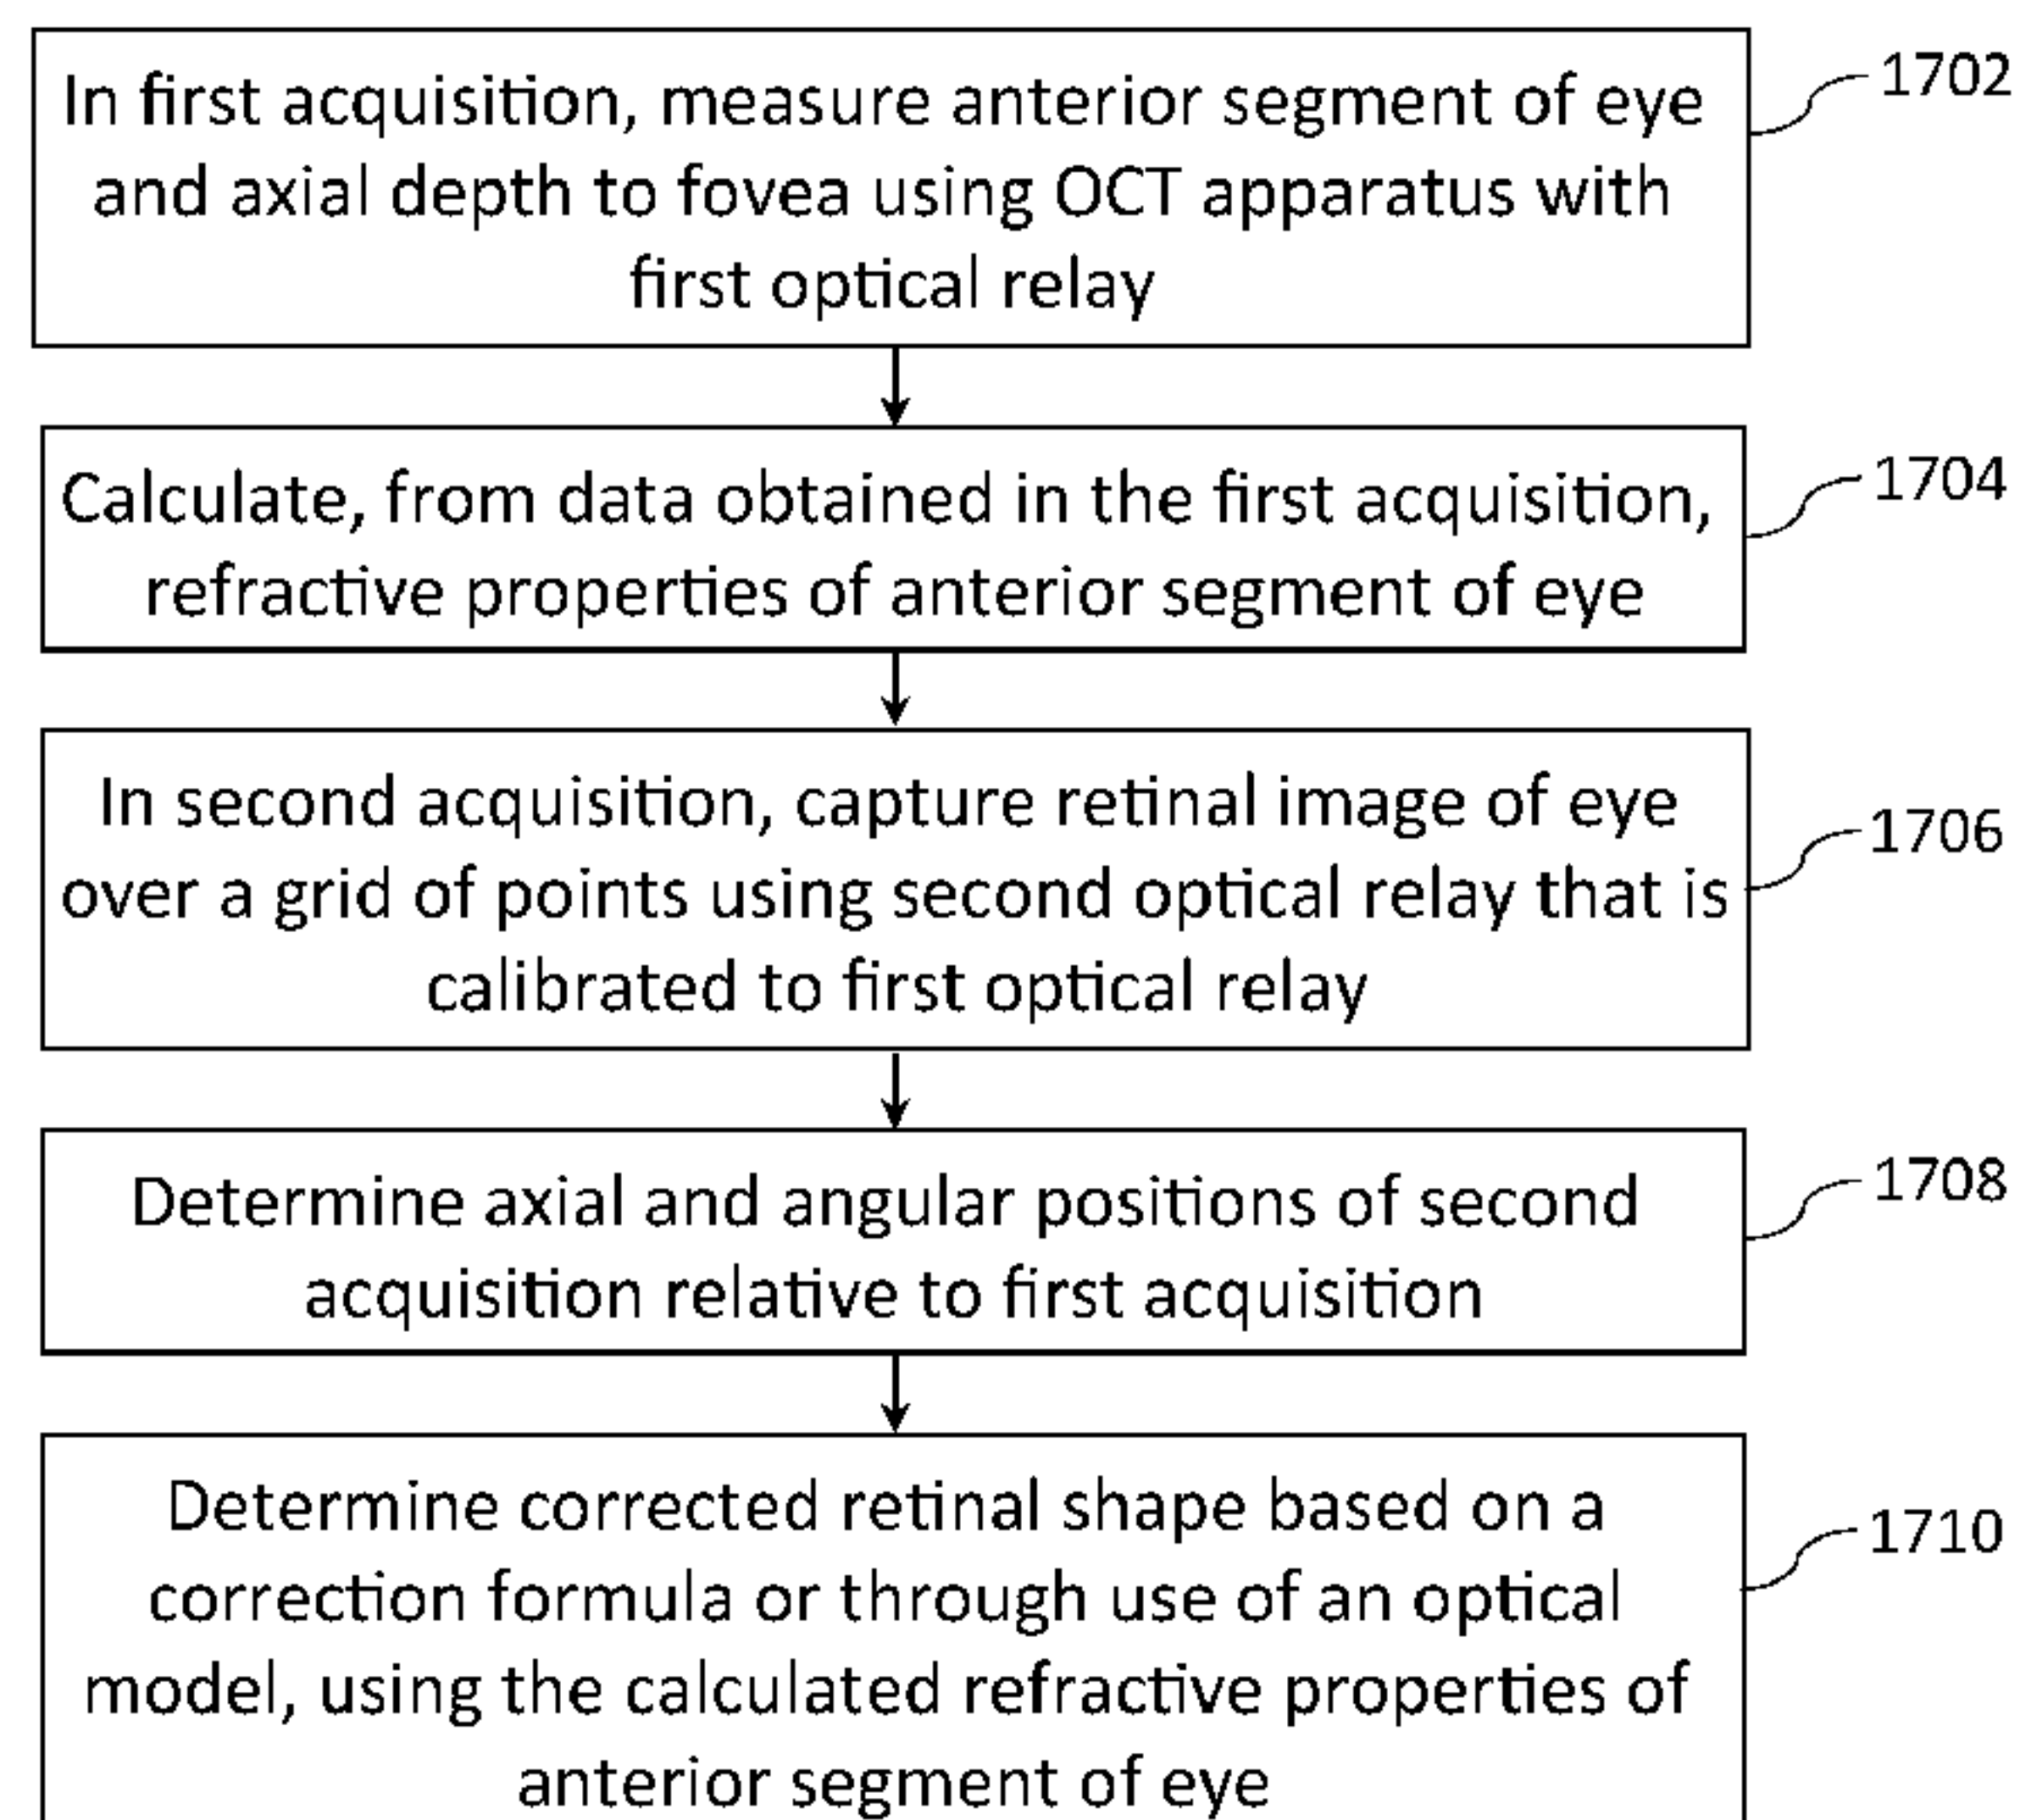 In first acquisition, measure anterior segment of eye
and axial depth to fovea using OCT apparatus with
first optical relay
1702
Calculate, from data obtained in the first acquisition,
refractive properties of anterior segment of eye
1704
In second acquisition, capture retinal image of eye
over a grid of points using second optical relay that is
calibrated to first optical relay
1706
Determine axial and angular positions of second
acquisition relative to first acquisition
1708
Determine corrected retinal shape based on a
correction formula or through use of an optical
model, using the calculated refractive properties of
anterior segment of eye
1710